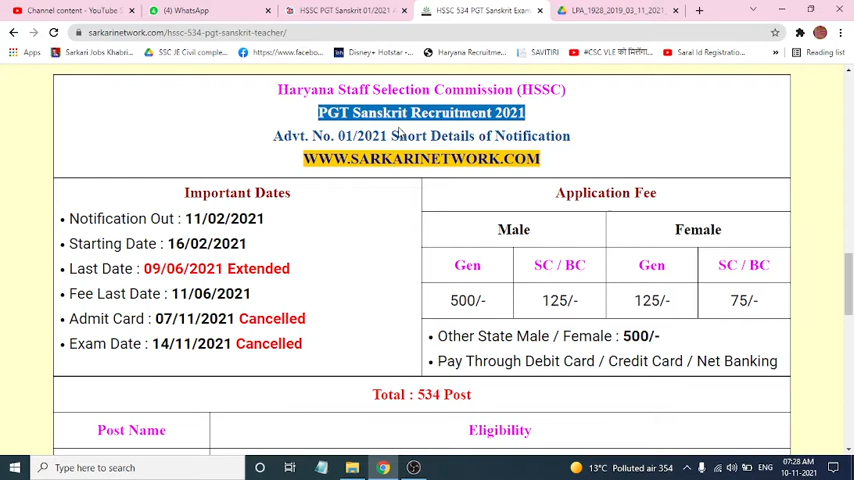 Channel content - YouTube S
(4) WhatsApp
HSSC PGT Sanskrit 01/2021 A
HSSC 534 PGT Sanskrit Exam
LPA_1928_2019_03_11_2021_
sarkarinetwork.com/hssc-534-pgt-sanskrit-teacher/
Apps
Sarkari Jobs Khabri...
SSC JE Civil complet...
https://www.facebo...
Disney+ Hotstar -...
Haryana Recruitme...
SAVITIRI
Saral Id Registratio...
Reading list
Haryana Staff Selection Commission (HSSC)
PGT Sanskrit Recruitment 2021
Advt. No. 01/2021 Short Details of Notification
WWW.SARKARINETWORK.COM
Important Dates
Application Fee
• Notification Out : 11/02/2021
• Starting Date : 16/02/2021
• Last Date : 09/06/2021 Extended
• Fee Last Date : 11/06/2021
• Admit Card : 07/11/2021 Cancelled
• Exam Date : 14/11/2021 Cancelled
Male Female
Gen SC / BC Gen SC / BC
500/- 125/- 125/- 75/-
• Other State Male / Female : 500/-
• Pay Through Debit Card / Credit Card / Net Banking
Total : 534 Post
Post Name Eligibility
Type here to search
13°C Polluted air 354
ENG
07:28 AM
10-11-2021